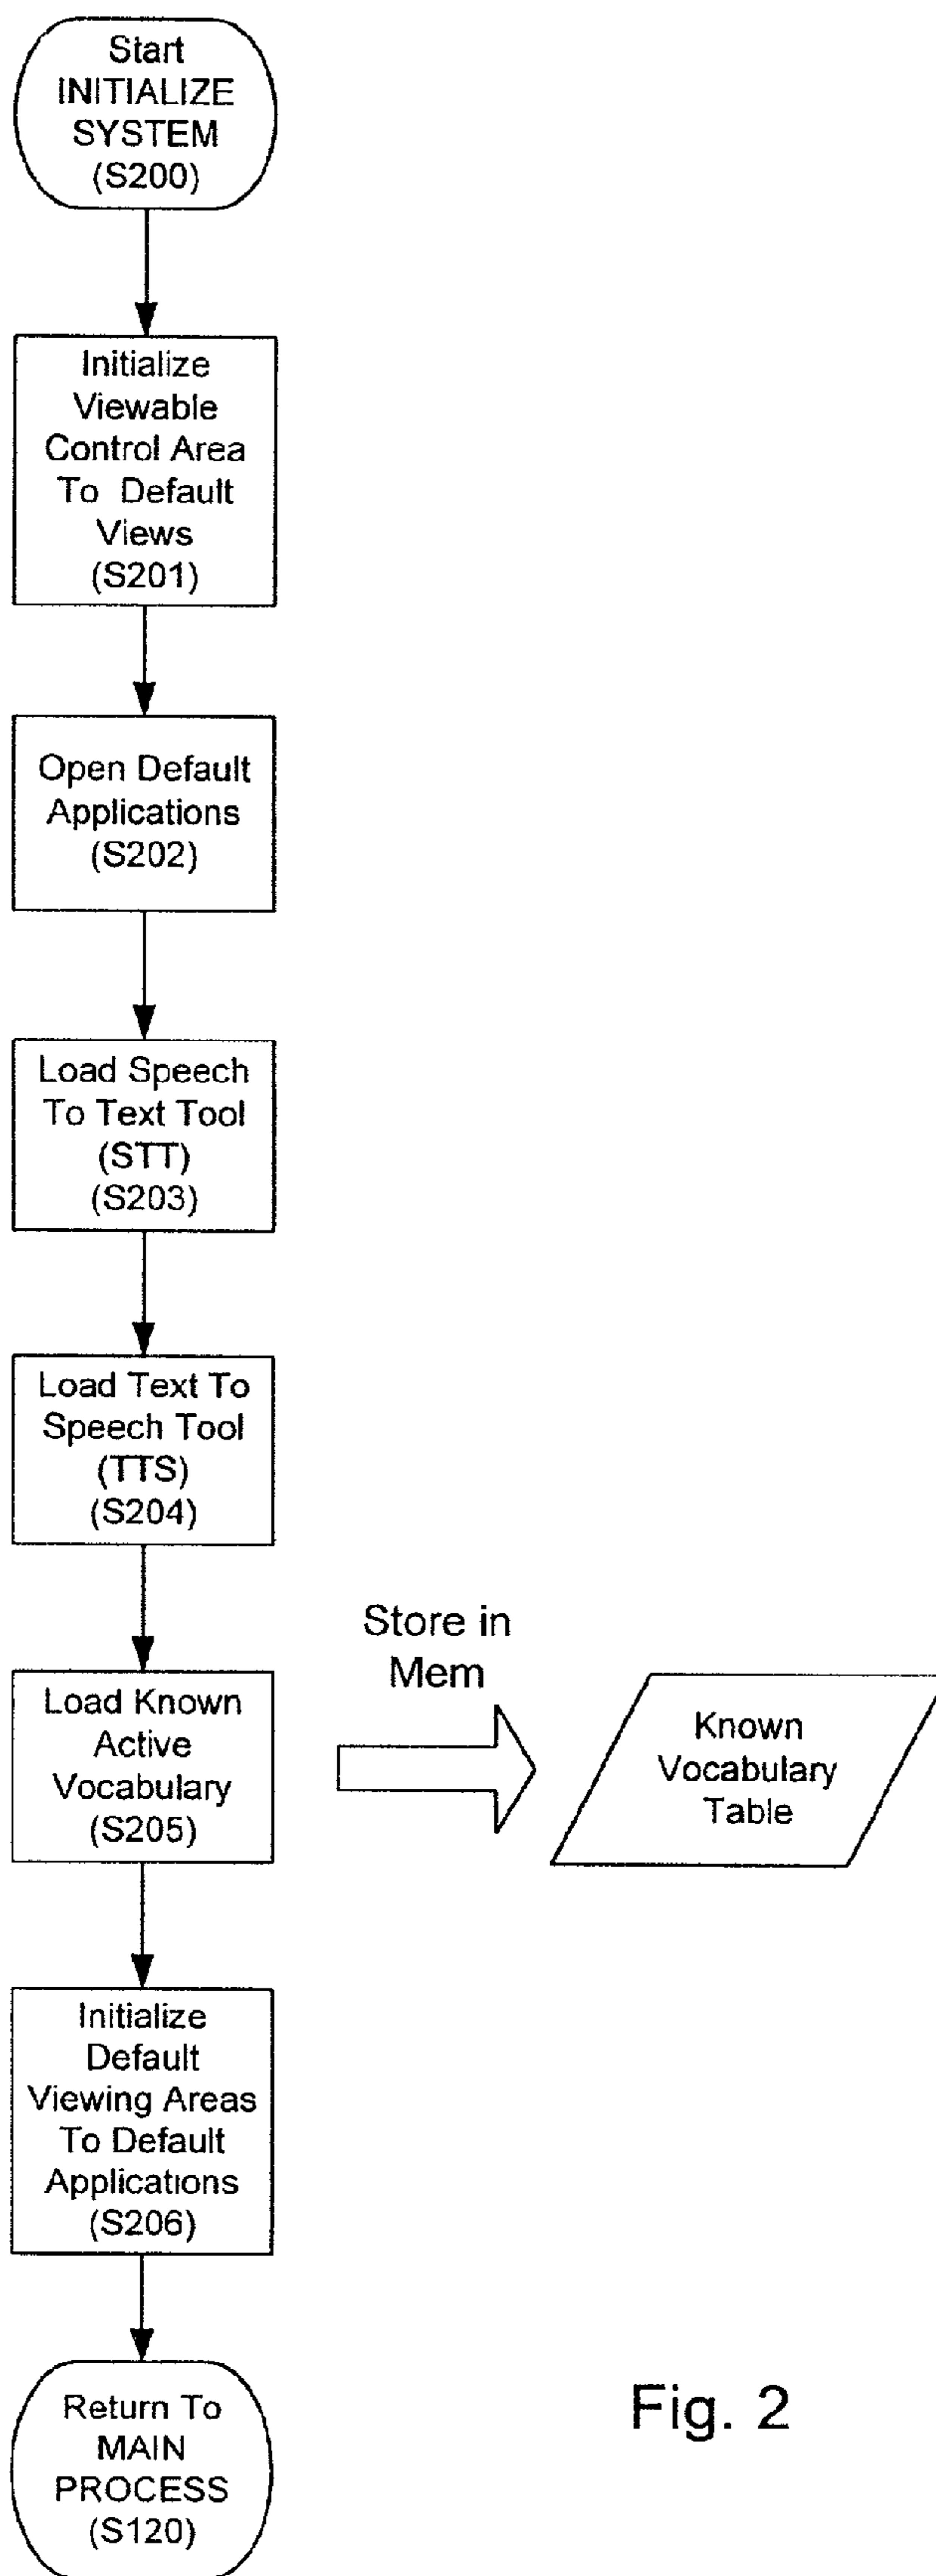 Start
INITIALIZE
SYSTEM
(S200)
Initialize
Viewable
Control Area
To Default
Views
(S201)
Open Default
Applications
(S202)
Load Speech
To Text Tool
(STT)
(S203)
Load Text To
Speech Tool
(TTS)
(S204)
Load Known
Active
Vocabulary
(S205)
Store in
Mem
Known
Vocabulary
Table
Initialize
Default
Viewing Areas
To Default
Applications
(S206)
Return To
MAIN
PROCESS
(S120)
Fig. 2